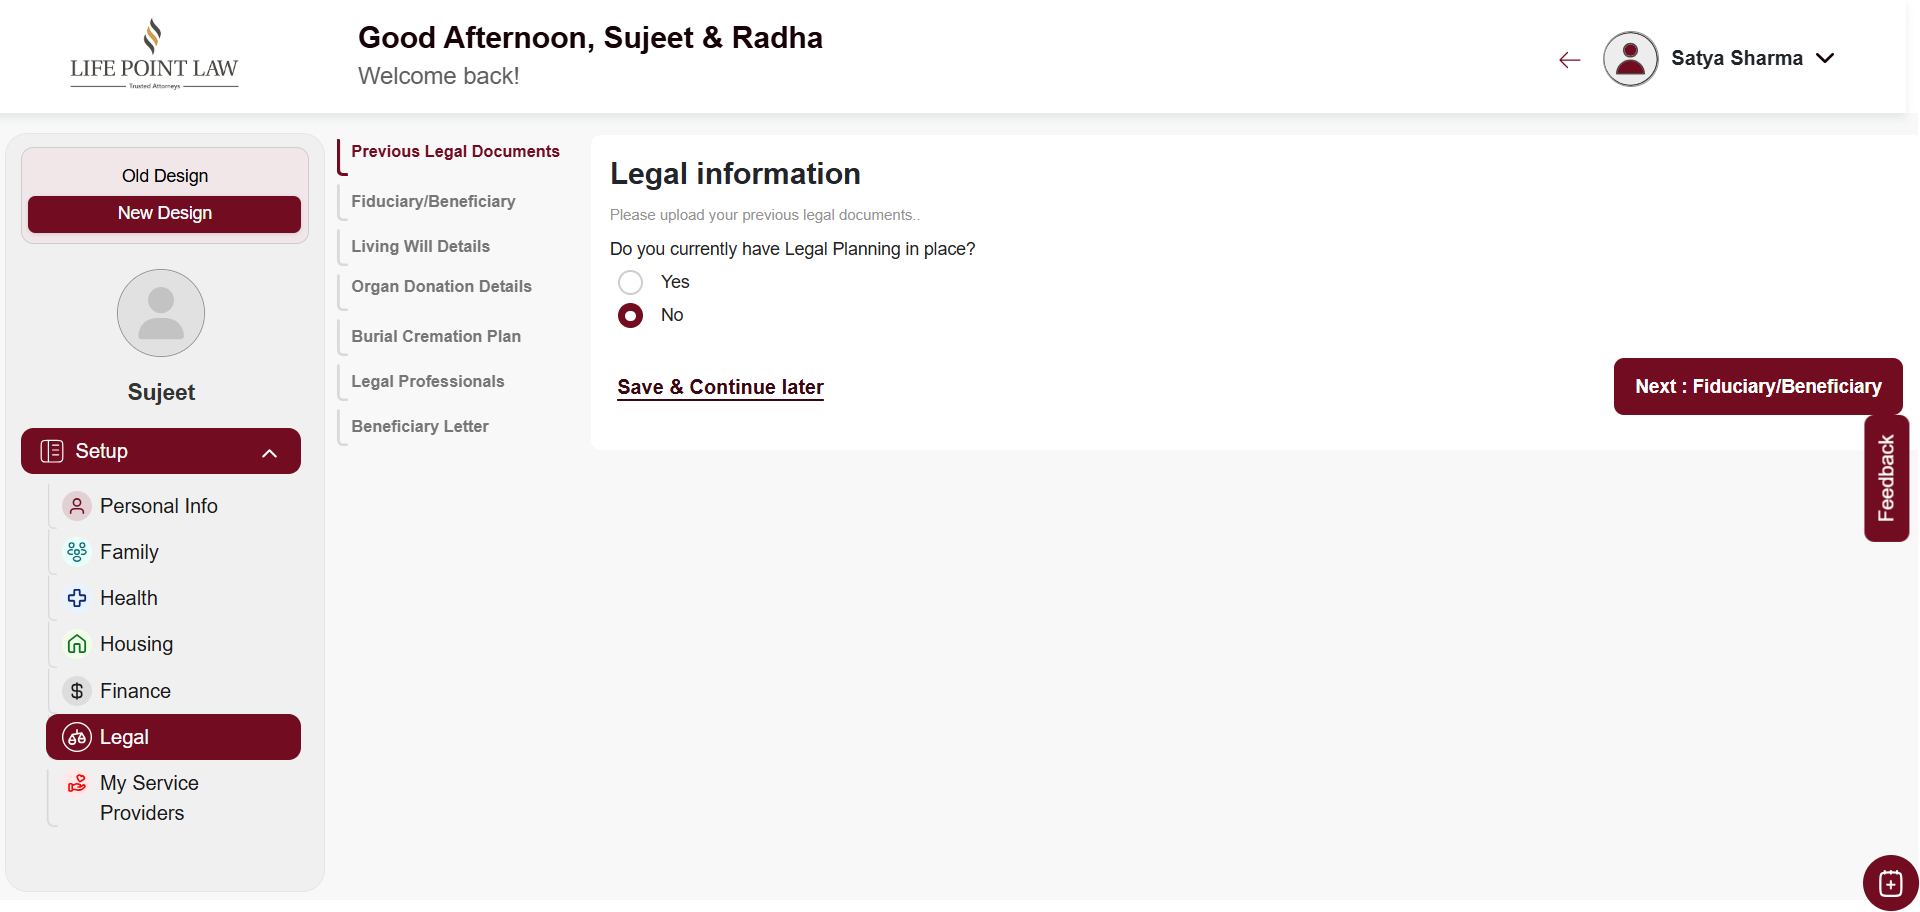 LIFE POINT LAW
Trusted Attorneys
Good Afternoon, Sujeet & Radha
Welcome back!
Satya Sharma
Old Design
New Design
Sujeet
Setup
Personal Info
Family
Health
Housing
Finance
Legal
My Service
Providers
Previous Legal Documents
Fiduciary/Beneficiary
Living Will Details
Organ Donation Details
Burial Cremation Plan
Legal Professionals
Beneficiary Letter
Legal information
Please upload your previous legal documents..
Do you currently have Legal Planning in place?
Yes
No
Save & Continue later
Next : Fiduciary/Beneficiary
Feedback